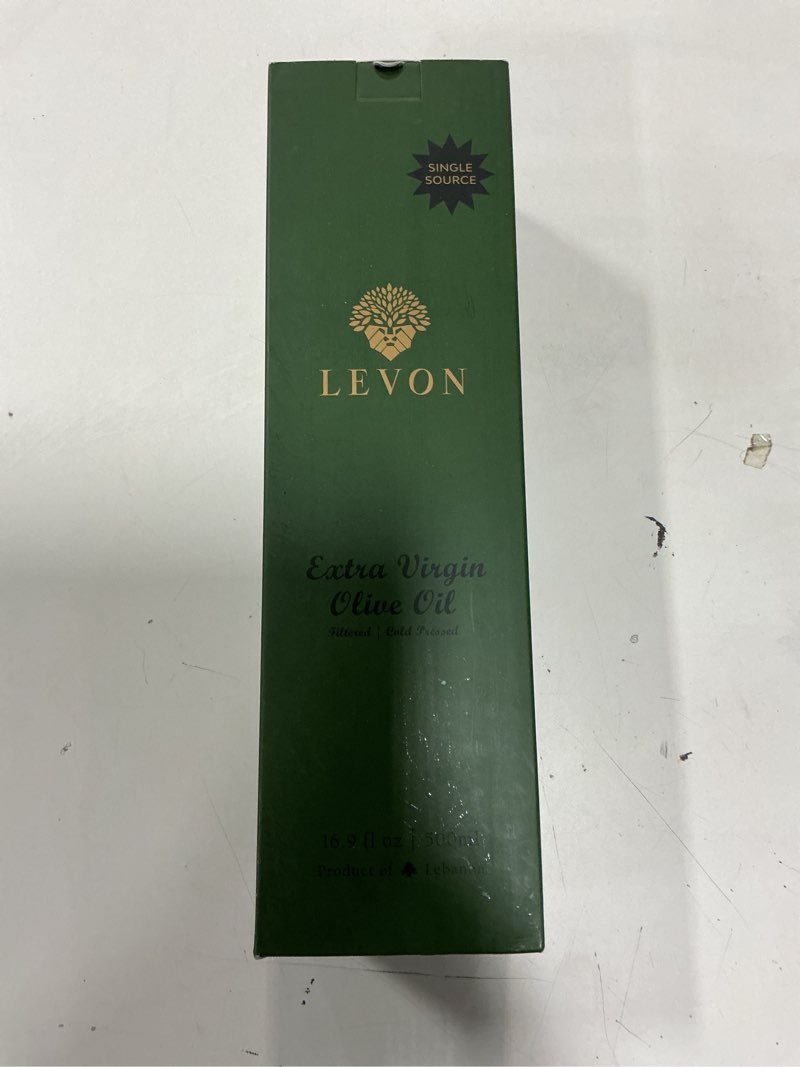 SINGLE
SOURCE
LEVON
Extra Virgin
Olive Oil
Filtered | Cold Pressed
16.9 fl oz | 500ml
Product of Lebanon